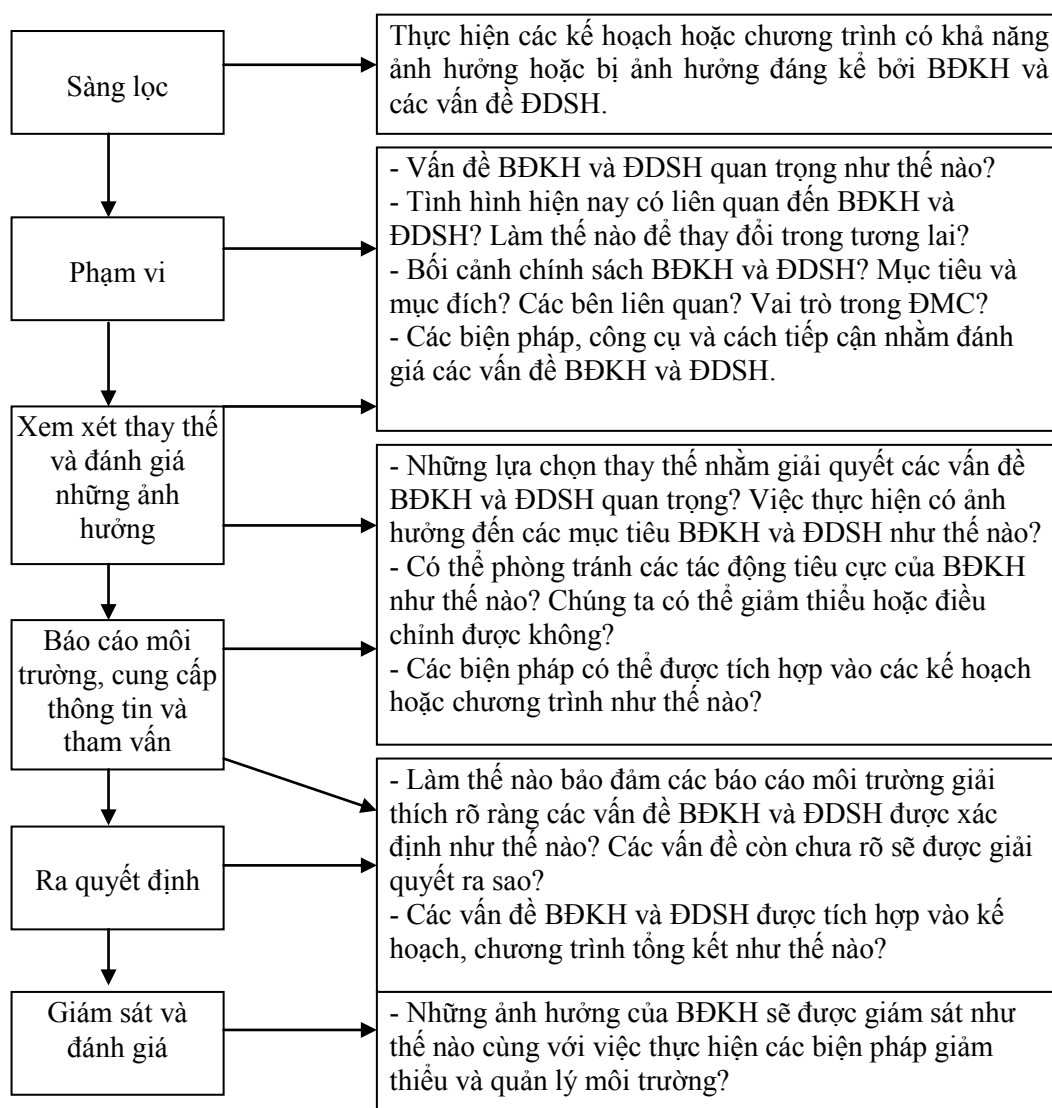 Sàng lọc
Thực hiện các kế hoạch hoặc chương trình có khả năng
ảnh hưởng hoặc bị ảnh hưởng đáng kể bởi BĐKH và
các vấn đề ĐDSH.
Phạm vi
- Vấn đề BĐKH và ĐDSH quan trọng như thế nào?
- Tình hình hiện nay có liên quan đến BĐKH và
ĐDSH? Làm thế nào để thay đổi trong tương lai?
- Bối cảnh chính sách BĐKH và ĐDSH? Mục tiêu và
mục đích? Các bên liên quan? Vai trò trong ĐMC?
- Các biện pháp, công cụ và cách tiếp cận nhằm đánh
giá các vấn đề BĐKH và ĐDSH.
Xem xét thay thế
và đánh giá
những ảnh
hưởng
- Những lựa chọn thay thế nhằm giải quyết các vấn đề
BĐKH và ĐDSH quan trọng? Việc thực hiện có ảnh
hưởng đến các mục tiêu BĐKH và ĐDSH như thế nào?
- Có thể phòng tránh các tác động tiêu cực của BĐKH
như thế nào? Chúng ta có thể giảm thiểu hoặc điều
chỉnh được không?
- Các biện pháp có thể được tích hợp vào các kế hoạch
hoặc chương trình như thế nào?
Báo cáo môi
trường, cung cấp
thông tin và
tham vấn
- Làm thế nào bảo đảm các báo cáo môi trường giải
thích rõ ràng các vấn đề BĐKH và ĐDSH được xác
định như thế nào? Các vấn đề còn chưa rõ sẽ được giải
quyết ra sao?
- Các vấn đề BĐKH và ĐDSH được tích hợp vào kế
hoạch, chương trình tổng kết như thế nào?
Ra quyết định
Giám sát và
đánh giá
- Những ảnh hưởng của BĐKH sẽ được giám sát như
thế nào cùng với việc thực hiện các biện pháp giảm
thiểu và quản lý môi trường?